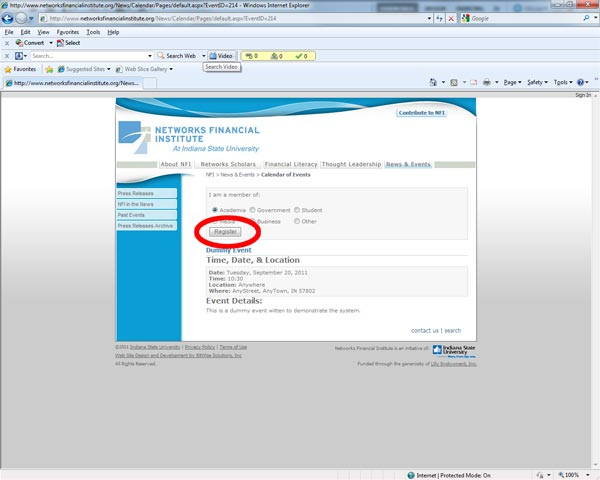 http://www.networksfinancialinstitute.org/News/Calendar/Pages/default.aspx?EventID=214 - Windows Internet Explorer
http://www.networksfinancialinstitute.org/News/Calendar/Pages/default.aspx?EventID=214
Google
File Edit View Favorites Tools Help
Convert Select
Search... Search Web Video 0 0 0
Search Video
Favorites Suggested Sites Web Slice Gallery
http://www.networksfinancialinstitute.org/News...
Page Safety Tools
Sign In
Contribute to NFI
NETWORKS FINANCIAL
INSTITUTE
At Indiana State University
About NFI Networks Scholars Financial Literacy Thought Leadership News & Events
NFI > News & Events > Calendar of Events
Press Releases
NFI in the News
Past Events
Press Releases Archive
I am a member of:
Academia Government Student
Media Business Other
Register
Dummy Event
Time, Date, & Location
Date: Tuesday, September 20, 2011
Time: 10:30
Location: Anywhere
Where: AnyStreet, AnyTown, IN 57802
Event Details:
This is a dummy event witten to demonstrate the system.
contact us | search
©2011 Indiana State University | Privacy Policy | Terms of Use
Web Site Design and Development by BitWise Solutions, Inc
All Rights Reserved.
Networks Financial Institute is an initiative of: Indiana State University
Funded through the generosity of Lilly Endowment, Inc.
Internet | Protected Mode: On
100%